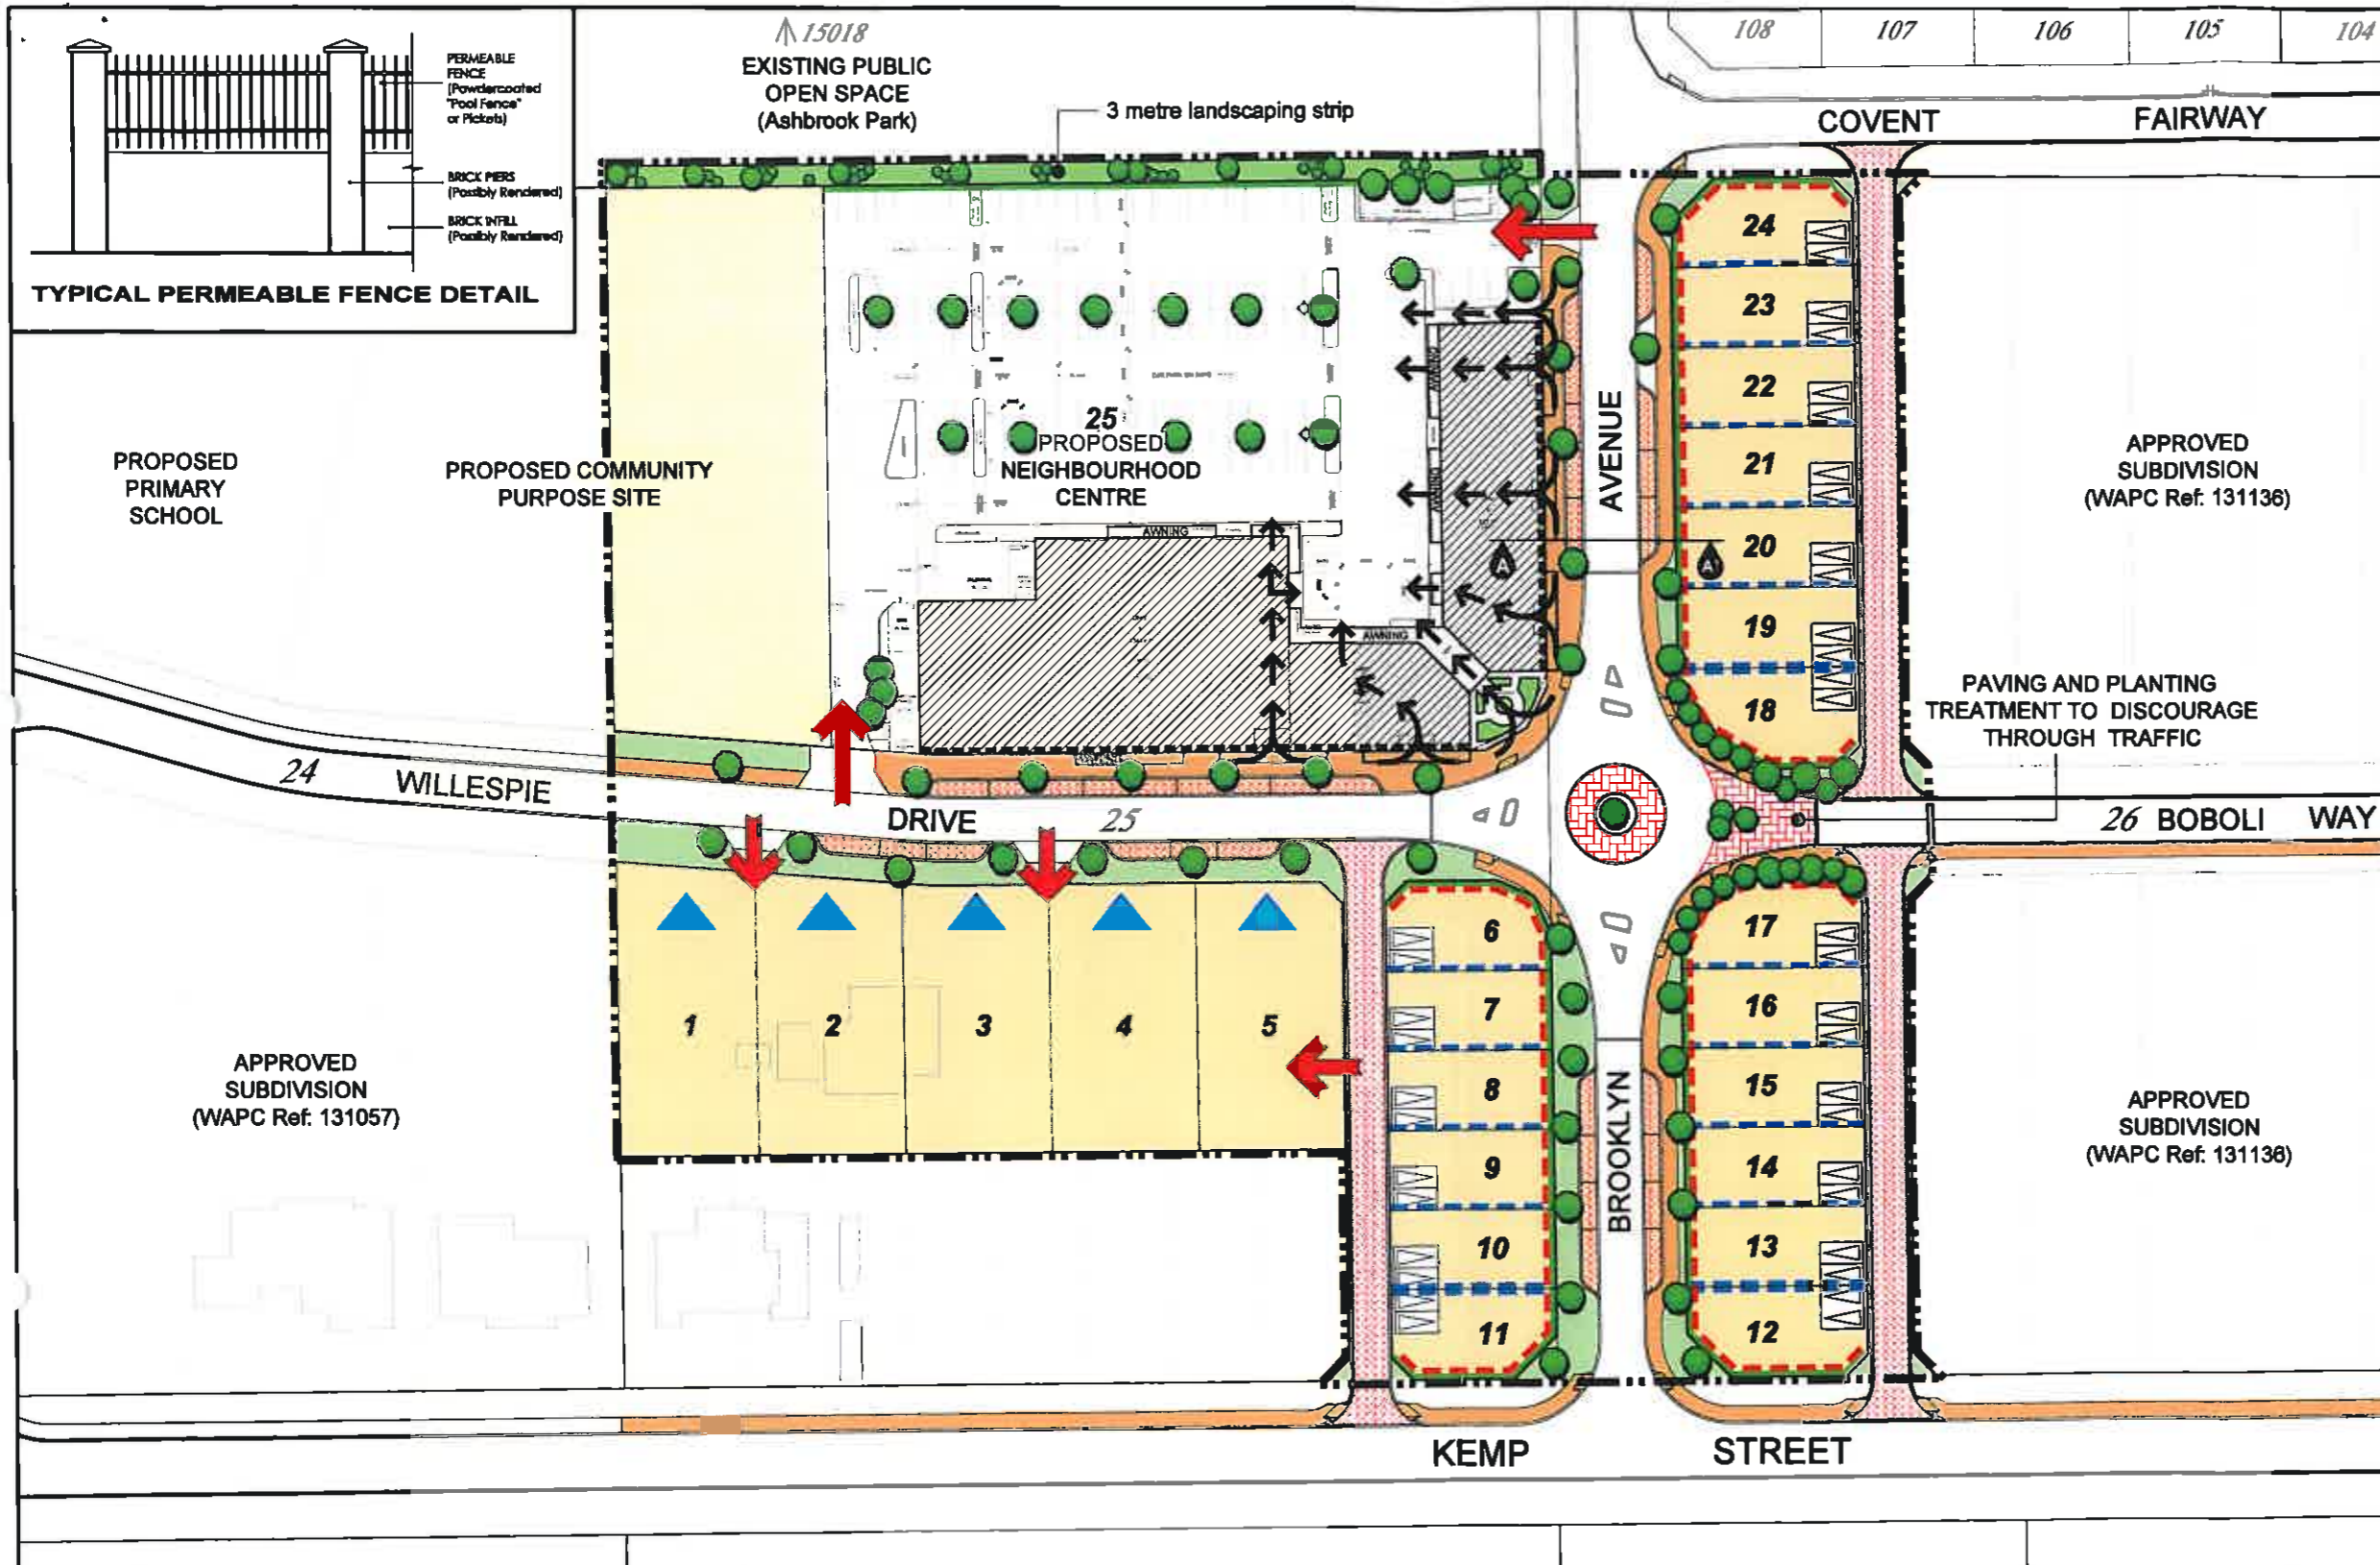 PERMEABLE
FENCE
(Powdercoated
"Pool Fence"
or Pickets)
BRICK PIERS
(Possibly Rendered)
BRICK INFILL
(Possibly Rendered)
TYPICAL PERMEABLE FENCE DETAIL
15018
EXISTING PUBLIC
OPEN SPACE
(Ashbrook Park)
3 metre landscaping strip
108
107
106
105
104
COVENT
FAIRWAY
PROPOSED
PRIMARY
SCHOOL
PROPOSED COMMUNITY
PURPOSE SITE
25
PROPOSED
NEIGHBOURHOOD
CENTRE
AWNING
AWNING
AWNING
AWNING
A
A
AVENUE
24
23
22
21
20
19
18
APPROVED
SUBDIVISION
(WAPC Ref: 131136)
PAVING AND PLANTING
TREATMENT TO DISCOURAGE
THROUGH TRAFFIC
24
WILLESPIE
DRIVE
25
26 BOBOLI WAY
1
2
3
4
5
6
7
8
9
10
11
BROOKLYN
17
16
15
14
13
12
APPROVED
SUBDIVISION
(WAPC Ref: 131057)
APPROVED
SUBDIVISION
(WAPC Ref: 131136)
KEMP
STREET